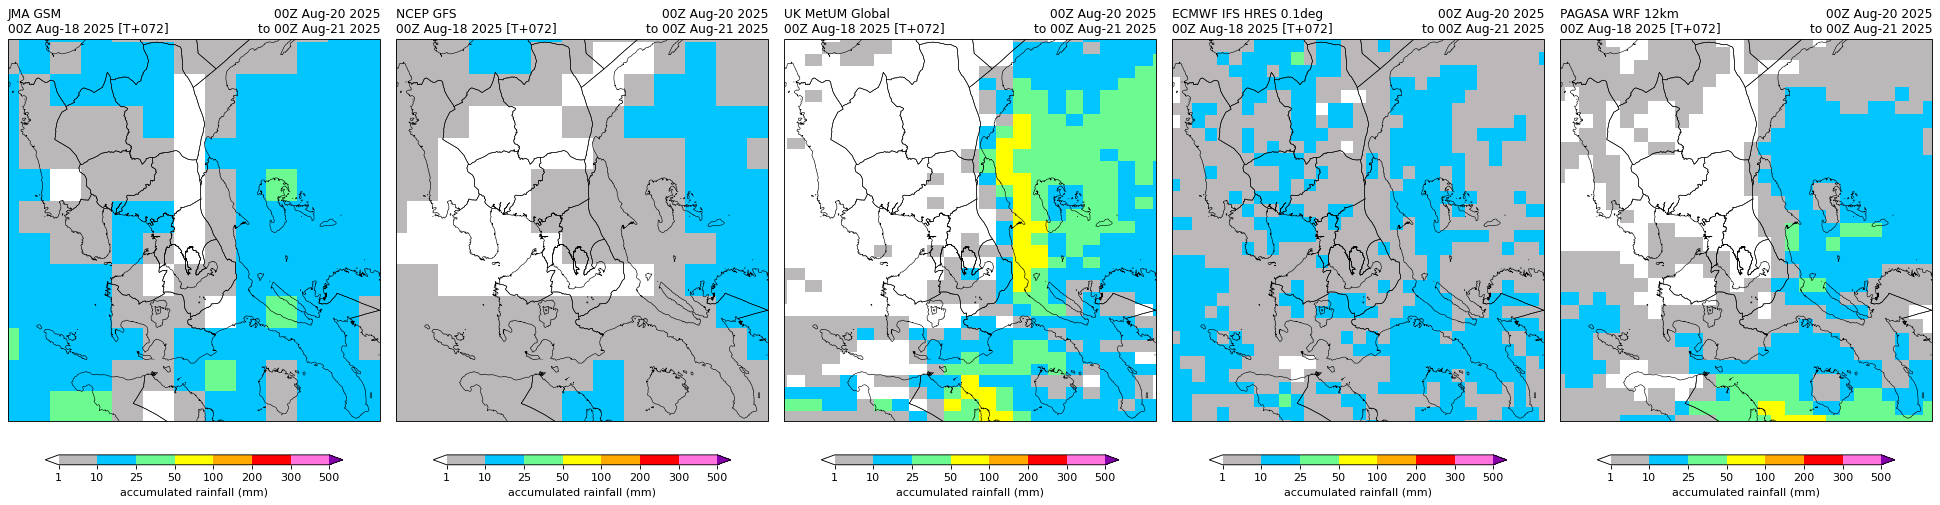 JMA GSM 00Z Aug-20 2025
00Z Aug-18 2025 [T+072] to 00Z Aug-21 2025
1 10 25 50 100 200 300 500
accumulated rainfall (mm)
NCEP GFS 00Z Aug-20 2025
00Z Aug-18 2025 [T+072] to 00Z Aug-21 2025
1 10 25 50 100 200 300 500
accumulated rainfall (mm)
UK MetUM Global 00Z Aug-20 2025
00Z Aug-18 2025 [T+072] to 00Z Aug-21 2025
1 10 25 50 100 200 300 500
accumulated rainfall (mm)
ECMWF IFS HRES 0.1deg 00Z Aug-20 2025
00Z Aug-18 2025 [T+072] to 00Z Aug-21 2025
1 10 25 50 100 200 300 500
accumulated rainfall (mm)
PAGASA WRF 12km 00Z Aug-20 2025
00Z Aug-18 2025 [T+072] to 00Z Aug-21 2025
1 10 25 50 100 200 300 500
accumulated rainfall (mm)